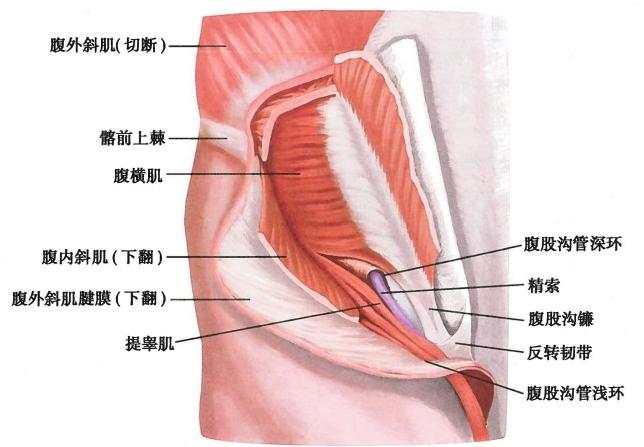 腹外斜肌(切断)
髂前上棘
腹横肌
腹内斜肌(下翻)
腹外斜肌腱膜(下翻)
提睾肌
腹股沟管深环
精索
腹股沟镰
反转韧带
腹股沟管浅环